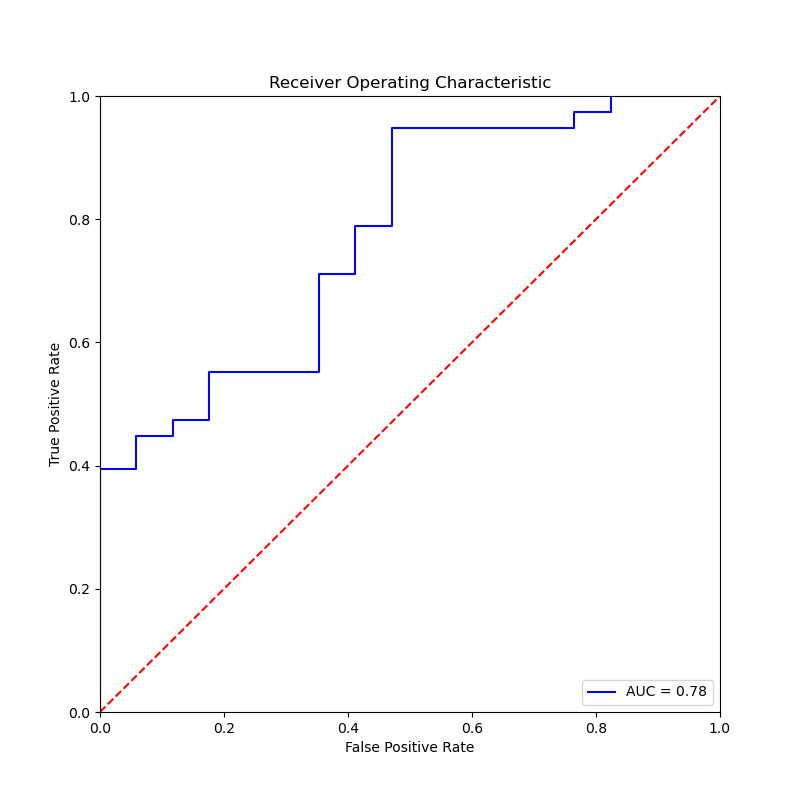 Receiver Operating Characteristic
True Positive Rate
1.0
0.8
0.6
0.4
0.2
0.0
AUC = 0.78
0.0 0.2 0.4 0.6 0.8 1.0
False Positive Rate